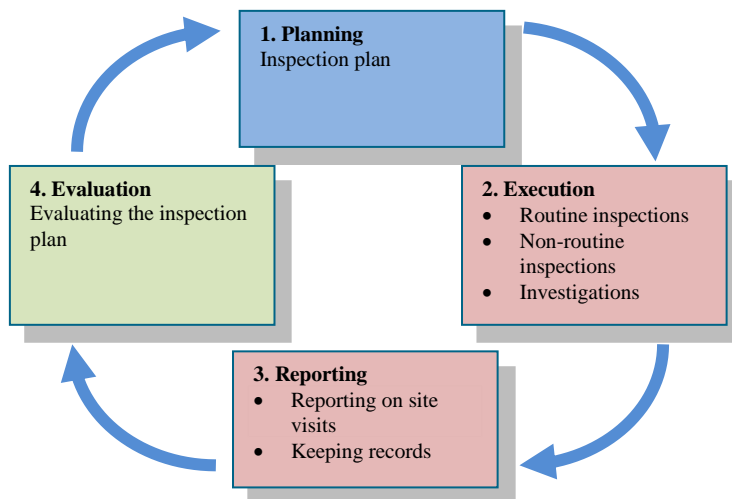 1. Planning
Inspection plan
2. Execution
• Routine inspections
• Non-routine
inspections
• Investigations
3. Reporting
• Reporting on site
visits
• Keeping records
4. Evaluation
Evaluating the inspection
plan